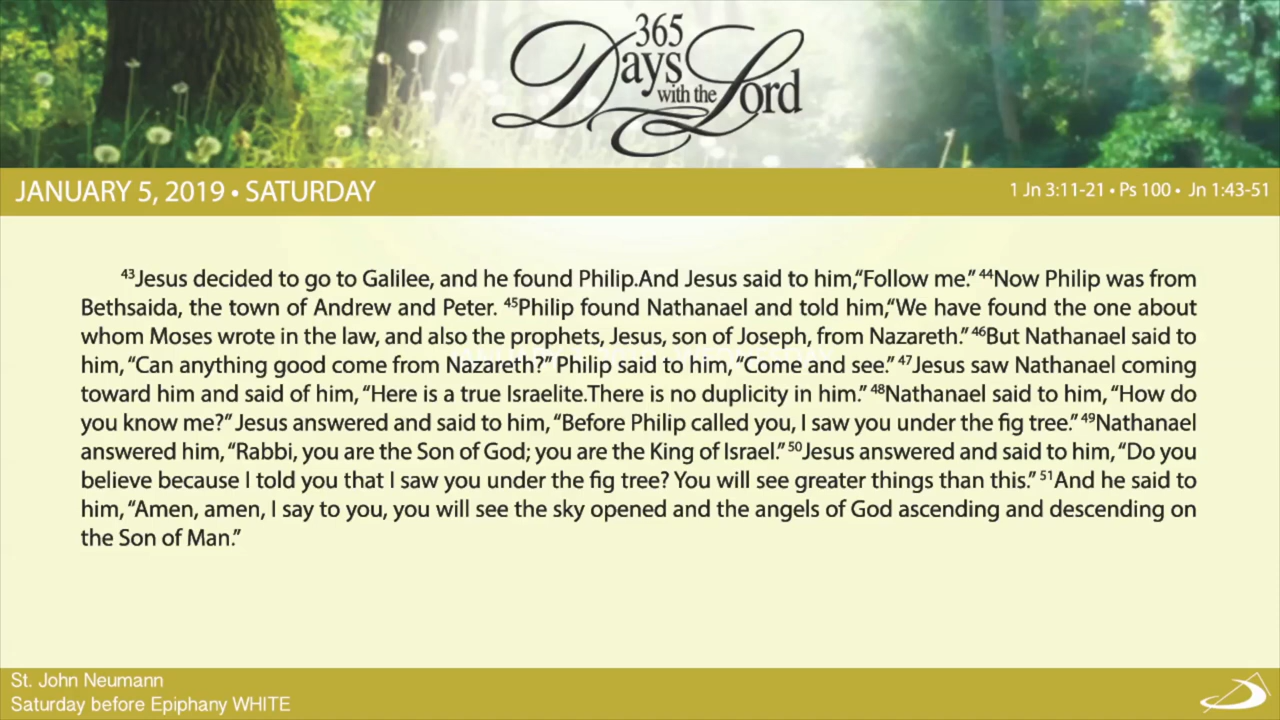 365
Days
with the Lord
JANUARY 5, 2019 • SATURDAY
1 Jn 3:11-21 • Ps 100 • Jn 1:43-51
⁴³Jesus decided to go to Galilee, and he found Philip.And Jesus said to him,“Follow me.” ⁴⁴Now Philip was from
Bethsaida, the town of Andrew and Peter. ⁴⁵Philip found Nathanael and told him,“We have found the one about
whom Moses wrote in the law, and also the prophets, Jesus, son of Joseph, from Nazareth.” ⁴⁶But Nathanael said to
him, “Can anything good come from Nazareth?” Philip said to him, “Come and see.” ⁴⁷Jesus saw Nathanael coming
toward him and said of him, “Here is a true Israelite.There is no duplicity in him.” ⁴⁸Nathanael said to him, “How do
you know me?” Jesus answered and said to him, “Before Philip called you, I saw you under the fig tree.” ⁴⁹Nathanael
answered him, “Rabbi, you are the Son of God; you are the King of Israel.” ⁵⁰Jesus answered and said to him, “Do you
believe because I told you that I saw you under the fig tree? You will see greater things than this.” ⁵¹And he said to
him, “Amen, amen, I say to you, you will see the sky opened and the angels of God ascending and descending on
the Son of Man.”
St. John Neumann
Saturday before Epiphany WHITE